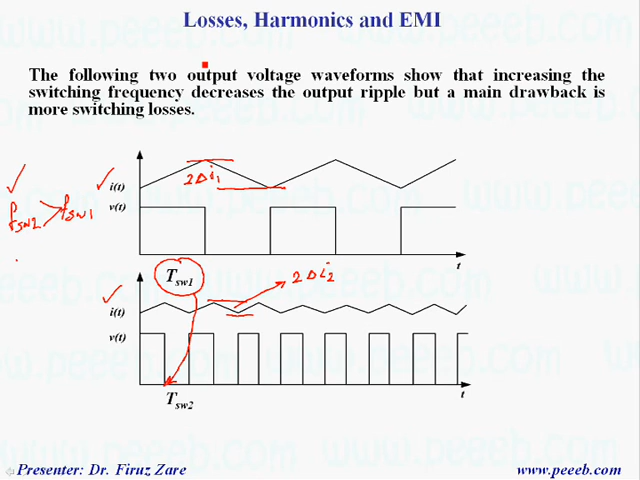 Losses, Harmonics and EMI
The following two output voltage waveforms show that increasing the
switching frequency decreases the output ripple but a main drawback is
more switching losses.
i(t)
2Δi₁
v(t)
fsw2 > fsw1
t
Tsw1
2Δi₂
i(t)
v(t)
t
Tsw2
Presenter: Dr. Firuz Zare
www.peeeb.com